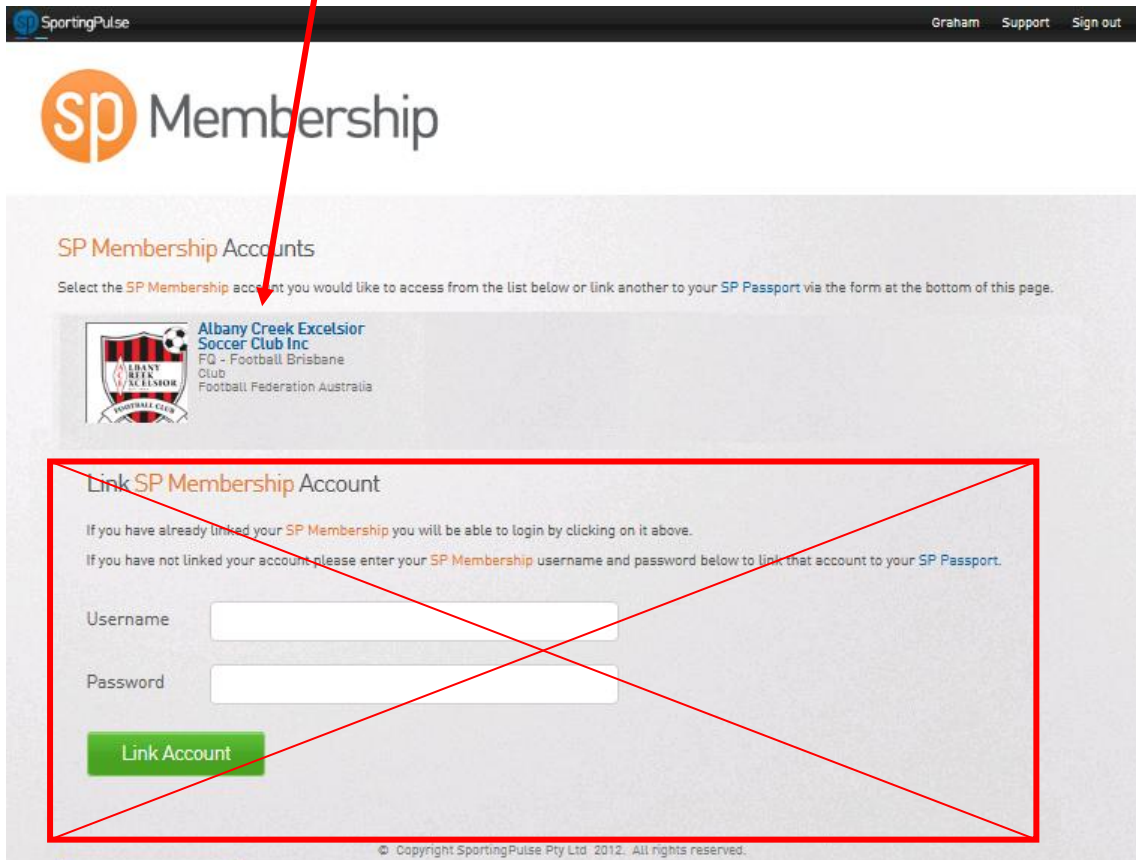 SportingPulse Graham Support Sign out
sp Membership
SP Membership Accounts
Select the SP Membership account you would like to access from the list below or link another to your SP Passport via the form at the bottom of this page.
Albany Creek Excelsior
Soccer Club Inc
FQ - Football Brisbane
Club
Football Federation Australia
ALBANY
CREEK
EXCELSIOR
FOOTBALL CLUB
Link SP Membership Account
If you have already linked your SP Membership you will be able to login by clicking on it above.
If you have not linked your account please enter your SP Membership username and password below to link that account to your SP Passport.
Username
Password
Link Account
© Copyright SportingPulse Pty Ltd 2012. All rights reserved.